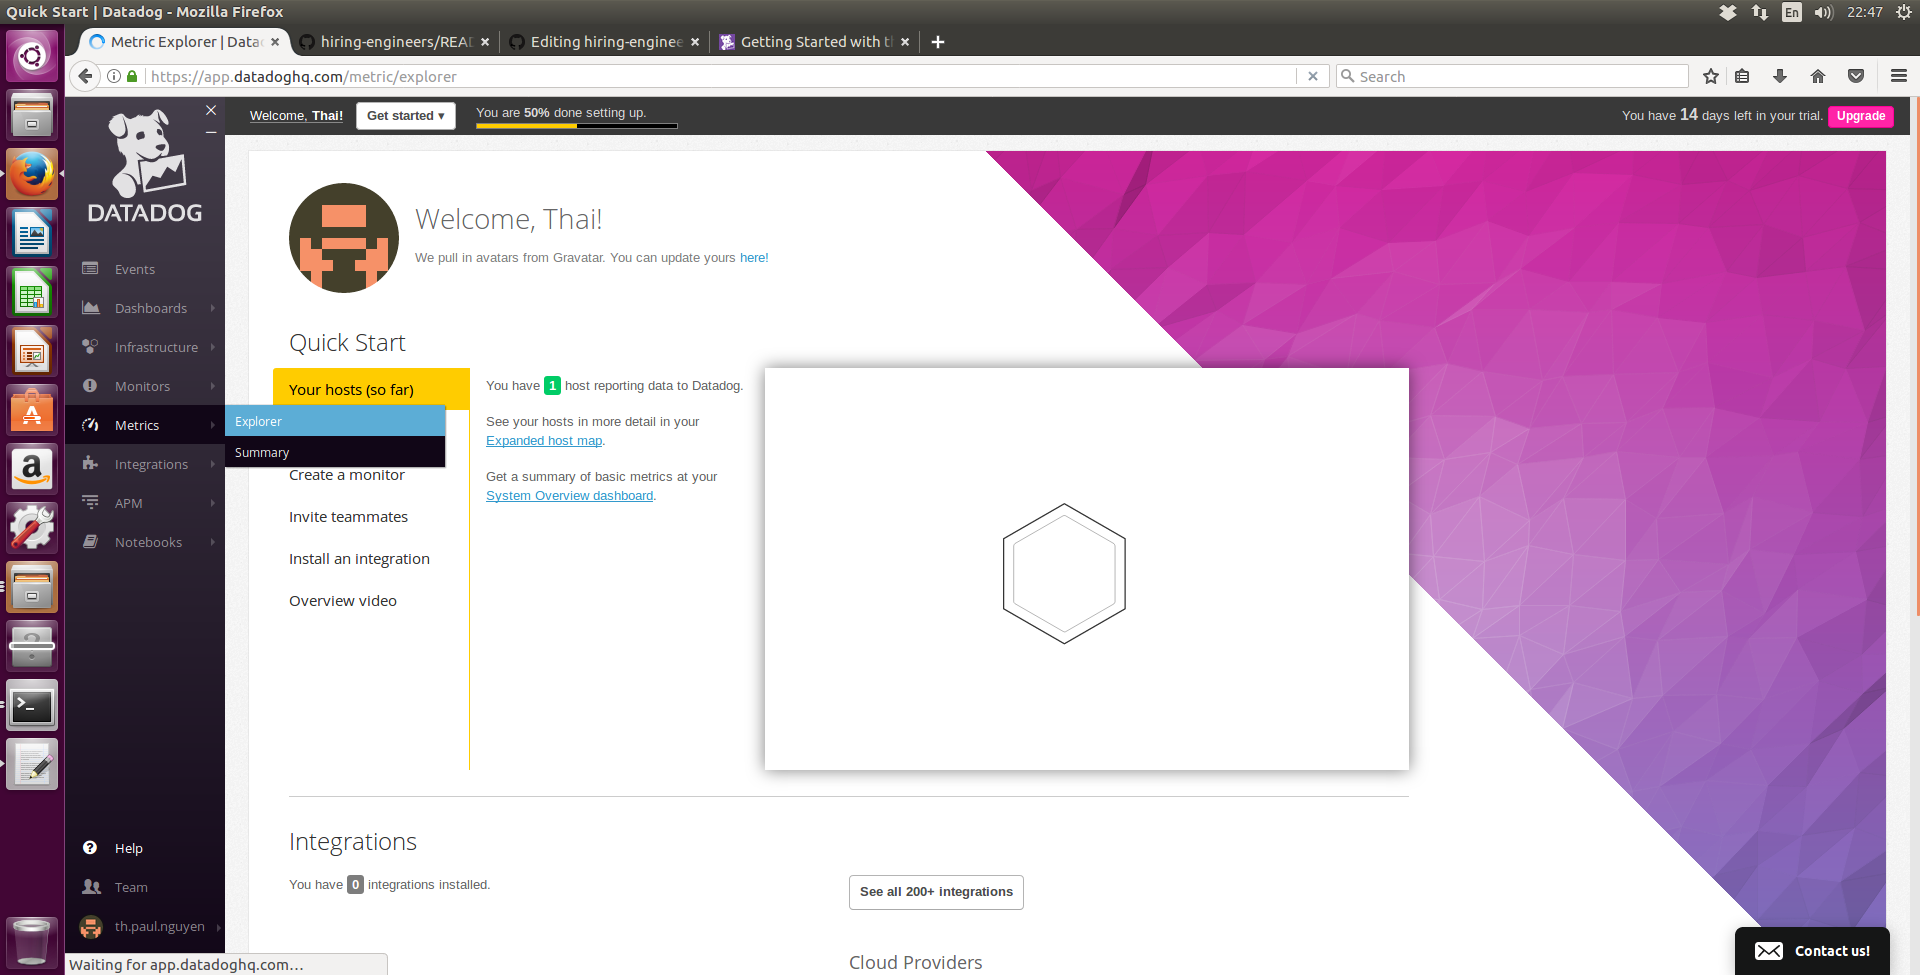 Quick Start | Datadog - Mozilla Firefox
En
22:47
Metric Explorer | Datad
hiring-engineers/READ
Editing hiring-enginee
Getting Started with t
https://app.datadoghq.com/metric/explorer
Search
DATADOG
Welcome, Thai!
Get started ▾
You are 50% done setting up.
You have 14 days left in your trial.
Upgrade
Welcome, Thai!
We pull in avatars from Gravatar. You can update yours here!
Events
Dashboards
Infrastructure
Monitors
Metrics
Explorer
Summary
Integrations
APM
Notebooks
Quick Start
Your hosts (so far)
Create a monitor
Invite teammates
Install an integration
Overview video
You have 1 host reporting data to Datadog.
See your hosts in more detail in your
Expanded host map.
Get a summary of basic metrics at your
System Overview dashboard.
Integrations
You have 0 integrations installed.
See all 200+ integrations
Cloud Providers
Help
Team
th.paul.nguyen
Contact us!
Waiting for app.datadoghq.com…